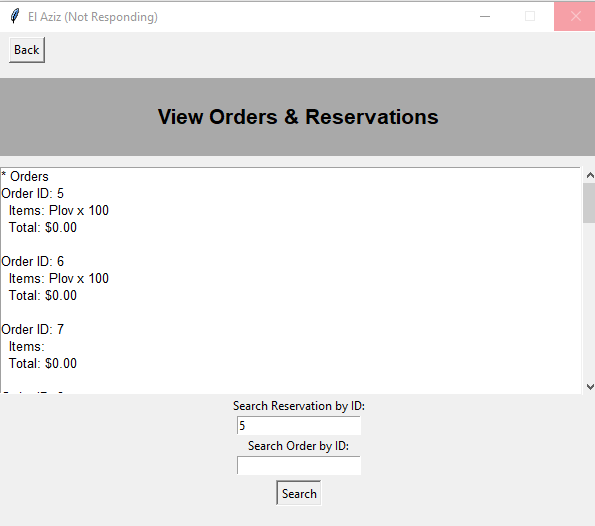 El Aziz (Not Responding)
Back
View Orders & Reservations
* Orders
Order ID: 5
Items: Plov x 100
Total: $0.00
Order ID: 6
Items: Plov x 100
Total: $0.00
Order ID: 7
Items:
Total: $0.00
Search Reservation by ID:
5
Search Order by ID:
Search